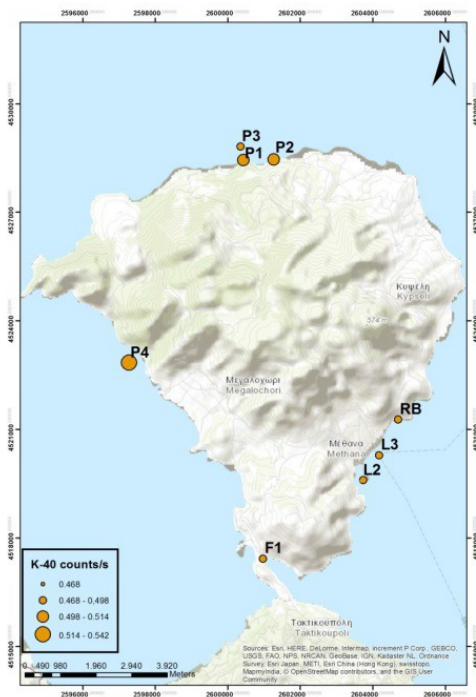 2596000 2598000 2600000 2602000 2604000 2606000
N
4530000
P3
P1 P2
4527000
Κυψέλη
Kypseli
4524000
574 m
P4
Μεγαλοχώρι
Megalochori
RB
4521000
Μέθανα
Methana
L3
L2
4518000
F1
K-40 counts/s
0.468
0.468 - 0,498
0.498 - 0.514
0.514 - 0.542
Τακτικούπολη
Taktikoupoli
4515000
0 490 980 1.960 2.940 3.920
Meters
Sources: Esri, HERE, DeLorme, Intermap, increment P Corp., GEBCO,
USGS, FAO, NPS, NRCAN, GeoBase, IGN, Kadaster NL, Ordnance
Survey, Esri Japan, METI, Esri China (Hong Kong), swisstopo,
MapmyIndia, © OpenStreetMap contributors, and the GIS User
Community